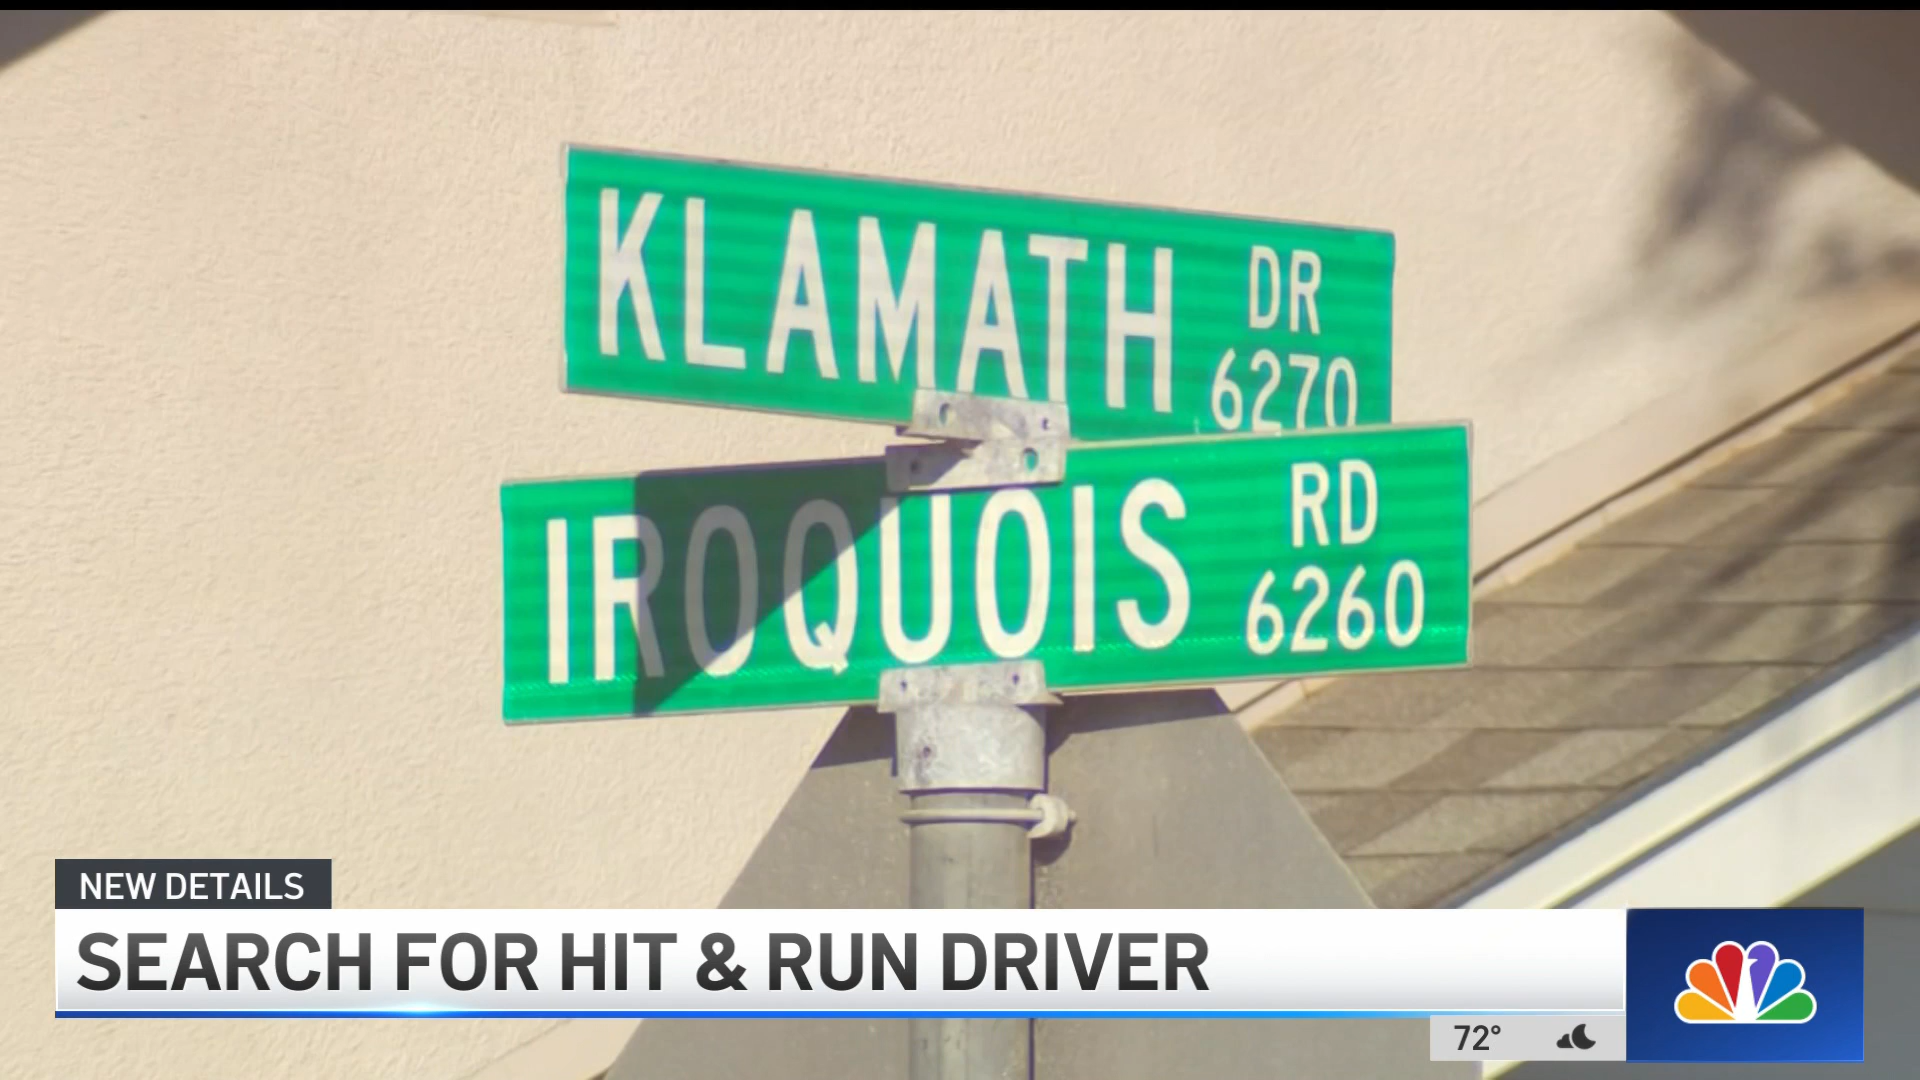 KLAMATH DR
6270
IROQUOIS RD
6260
NEW DETAILS
SEARCH FOR HIT & RUN DRIVER
72°